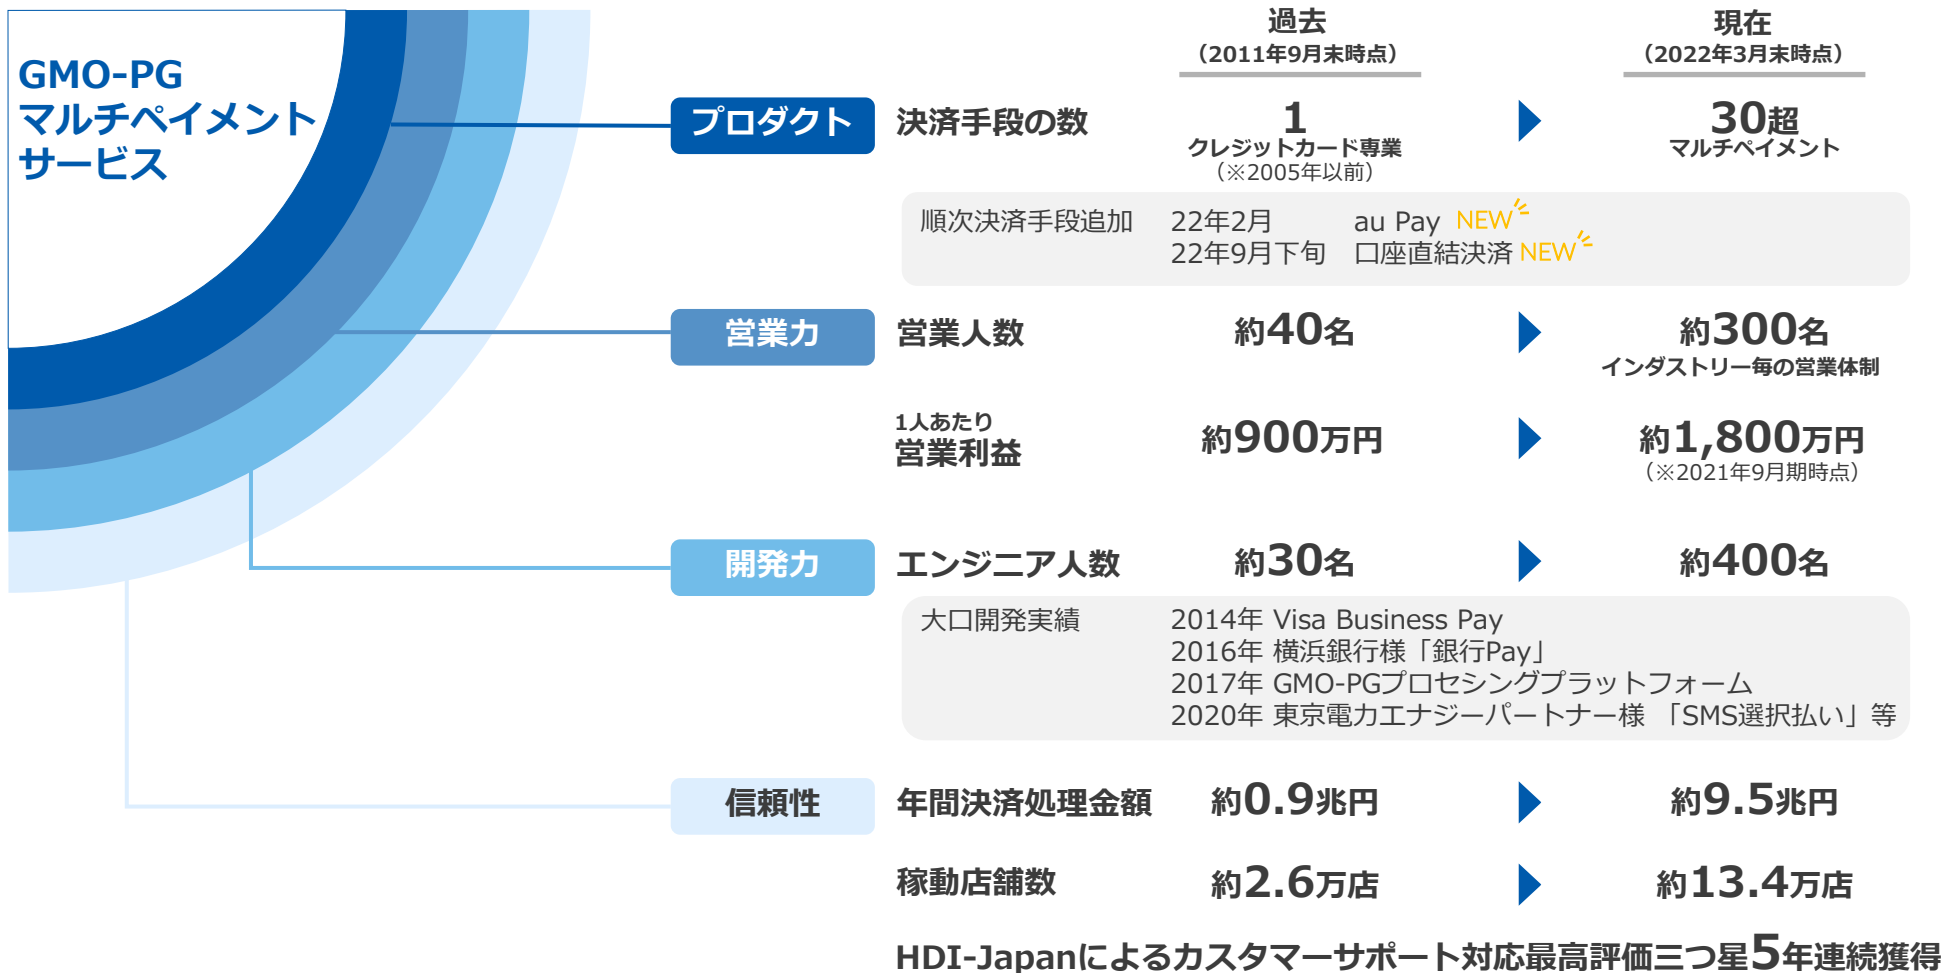 GMO-PG
マルチペイメント
サービス
過去
（2011年9月末時点）
現在
（2022年3月末時点）
プロダクト
決済手段の数
1
クレジットカード専業
（※2005年以前）
30超
マルチペイメント
順次決済手段追加 22年2月 au Pay NEW
22年9月下旬 口座直結決済 NEW
営業力
営業人数
約40名
約300名
インダストリー毎の営業体制
1人あたり
営業利益
約900万円
約1,800万円
（※2021年9月期時点）
開発力
エンジニア人数
約30名
約400名
大口開発実績 2014年 Visa Business Pay
2016年 横浜銀行様「銀行Pay」
2017年 GMO-PGプロセシングプラットフォーム
2020年 東京電力エナジーパートナー様 「SMS選択払い」等
信頼性
年間決済処理金額
約0.9兆円
約9.5兆円
稼動店舗数
約2.6万店
約13.4万店
HDI-Japanによるカスタマーサポート対応最高評価三つ星5年連続獲得